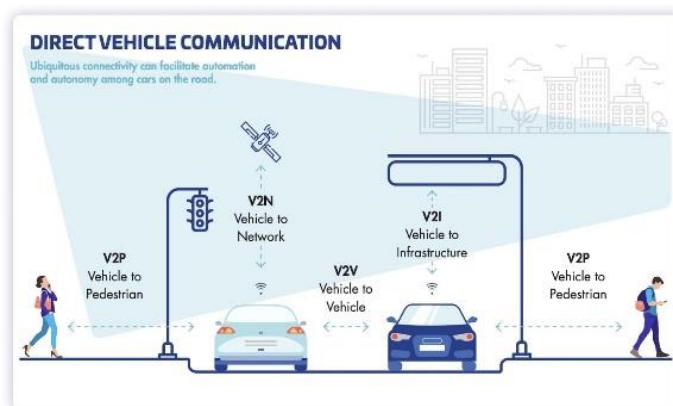 DIRECT VEHICLE COMMUNICATION
Ubiquitous connectivity can facilitate automation
and autonomy among cars on the road.
V2N
Vehicle to
Network
V2I
Vehicle to
Infrastructure
V2P
Vehicle to
Pedestrian
V2V
Vehicle to
Vehicle
V2P
Vehicle to
Pedestrian